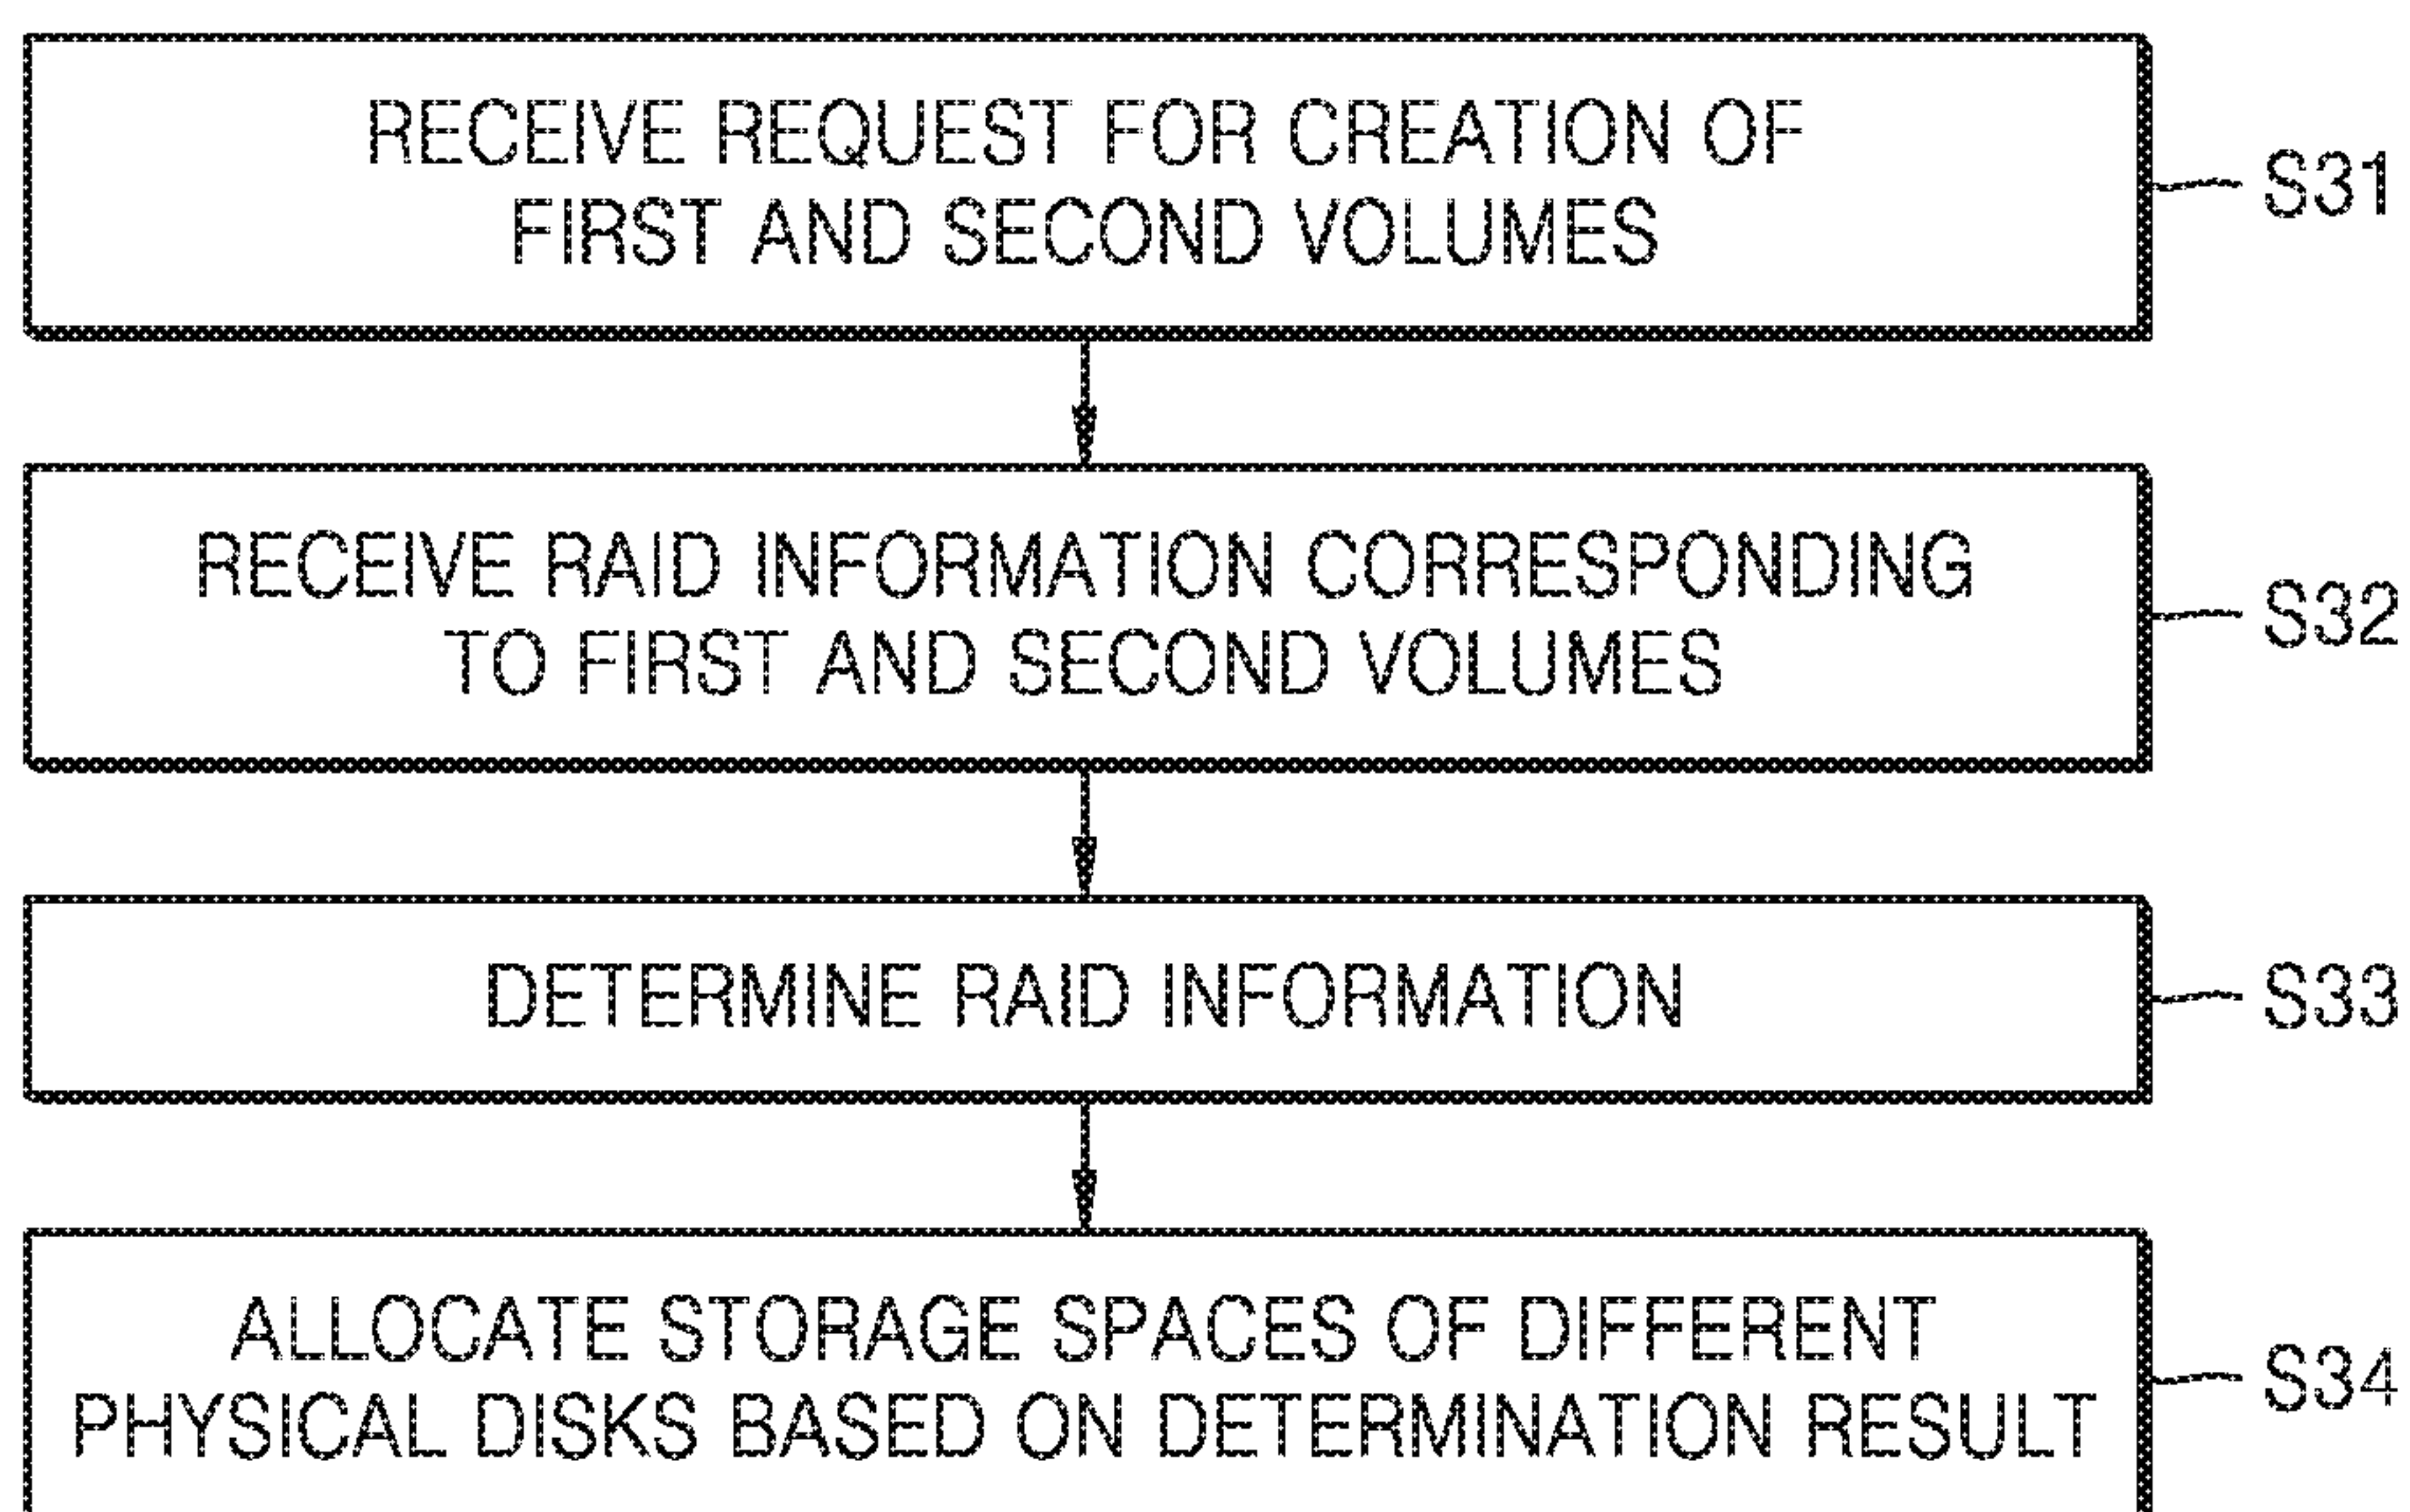 RECEIVE REQUEST FOR CREATION OF
FIRST AND SECOND VOLUMES
S31
RECEIVE RAID INFORMATION CORRESPONDING
TO FIRST AND SECOND VOLUMES
S32
DETERMINE RAID INFORMATION
S33
ALLOCATE STORAGE SPACES OF DIFFERENT
PHYSICAL DISKS BASED ON DETERMINATION RESULT
S34